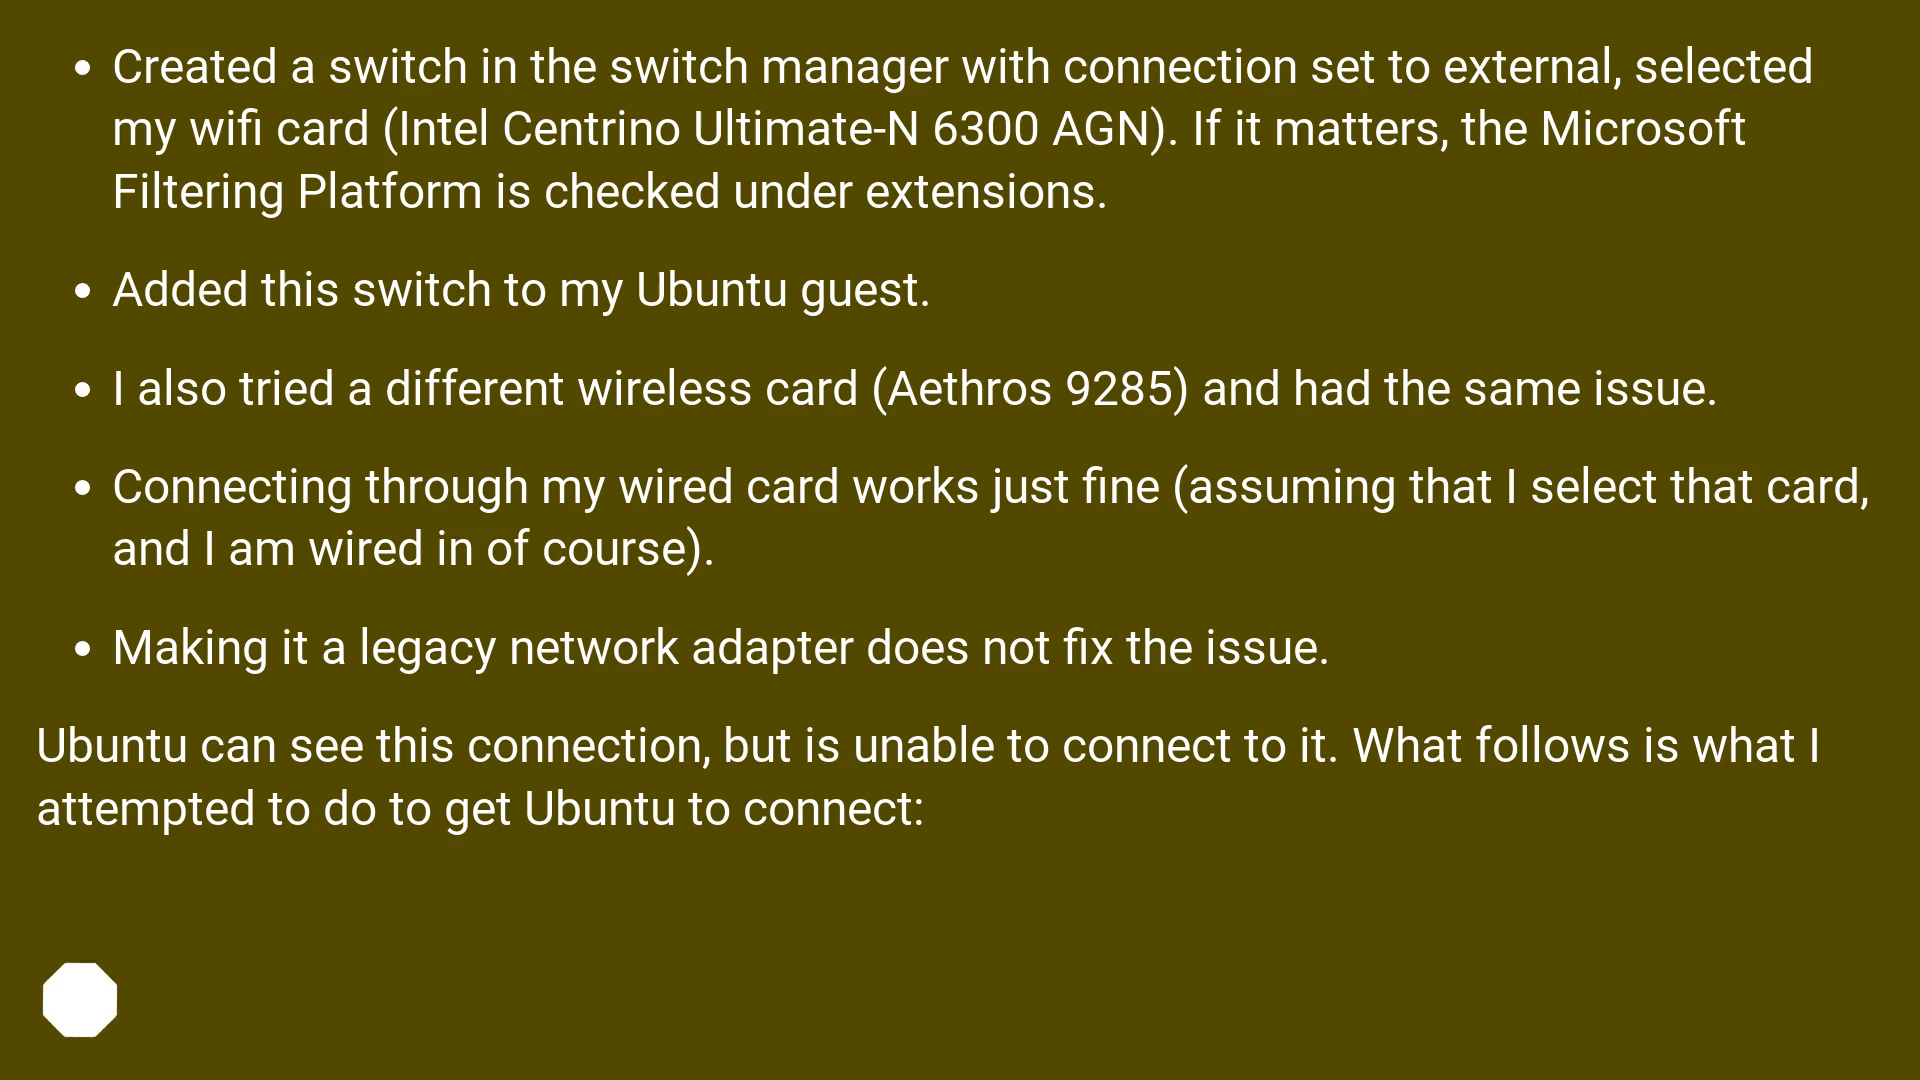 Created a switch in the switch manager with connection set to external, selected
my wifi card (Intel Centrino Ultimate-N 6300 AGN). If it matters, the Microsoft
Filtering Platform is checked under extensions.
Added this switch to my Ubuntu guest.
I also tried a different wireless card (Aethros 9285) and had the same issue.
Connecting through my wired card works just fine (assuming that I select that card,
and I am wired in of course).
Making it a legacy network adapter does not fix the issue.
Ubuntu can see this connection, but is unable to connect to it. What follows is what I
attempted to do to get Ubuntu to connect: